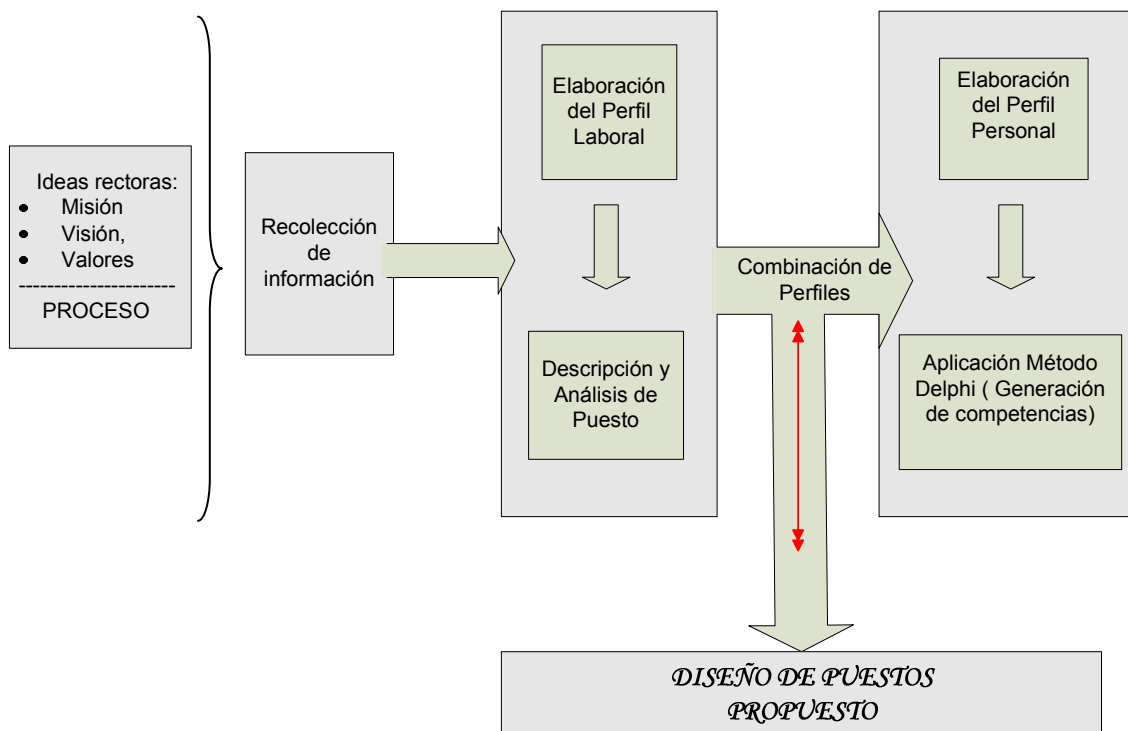 Ideas rectoras:
• Misión
• Visión,
• Valores
----------------------
PROCESO
Recolección
de
información
Elaboración
del Perfil
Laboral
Descripción y
Análisis de
Puesto
Combinación de
Perfiles
Elaboración
del Perfil
Personal
Aplicación Método
Delphi ( Generación
de competencias)
DISEÑO DE PUESTOS
PROPUESTO